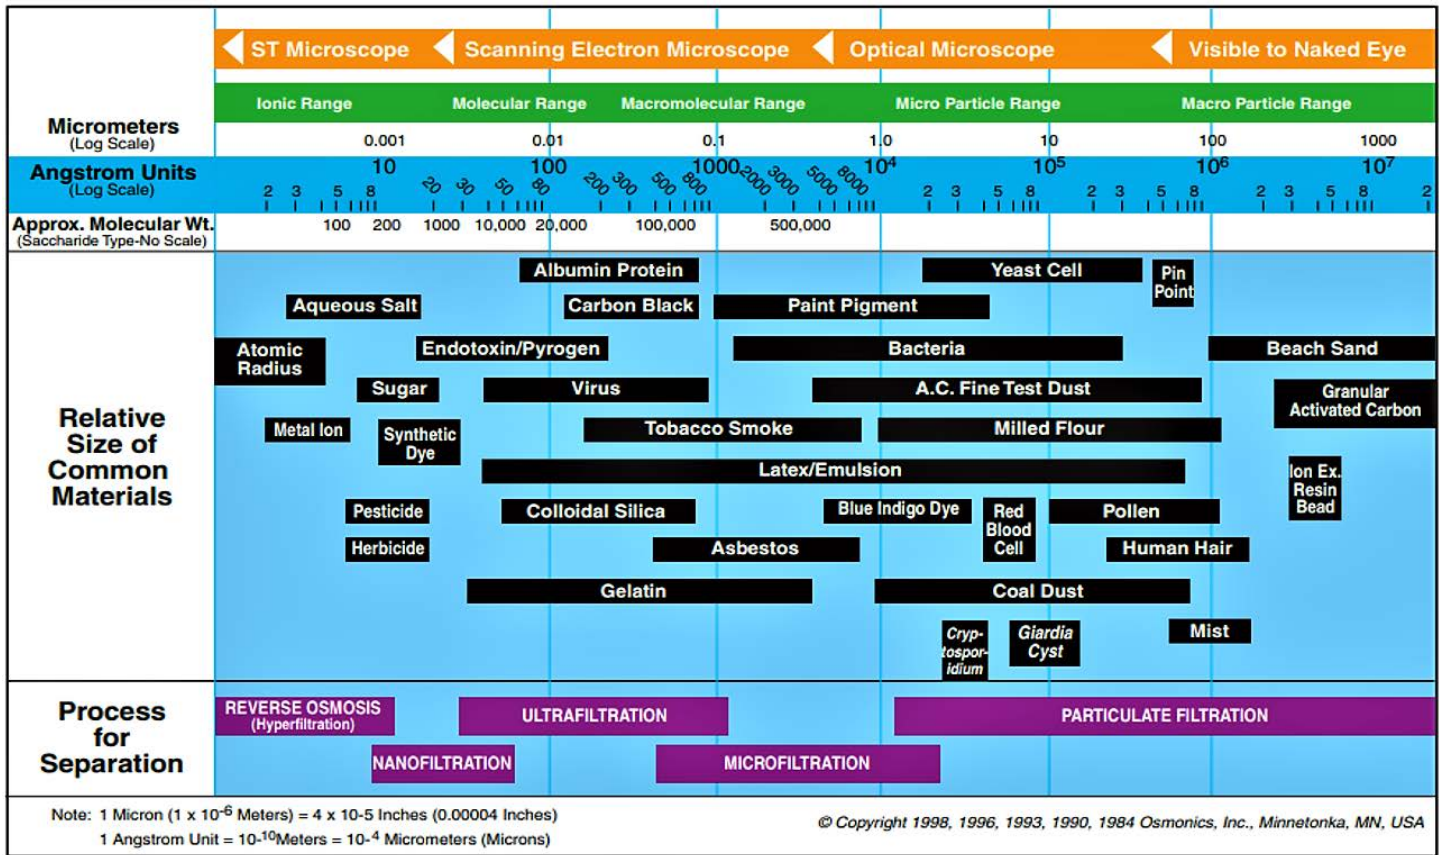 ST Microscope Scanning Electron Microscope Optical Microscope Visible to Naked Eye
Ionic Range Molecular Range Macromolecular Range Micro Particle Range Macro Particle Range
Micrometers
(Log Scale)
0.001 0.01 0.1 1.0 10 100 1000
Angstrom Units
(Log Scale)
10 100 1000 10⁴ 10⁵ 10⁶ 10⁷
2 3 5 8 20 30 50 80 200 300 500 800 2000 3000 5000 8000 2 3 5 8 2 3 5 8 2 3 5 8 2
Approx. Molecular Wt.
(Saccharide Type-No Scale)
100 200 1000 10,000 20,000 100,000 500,000
Relative
Size of
Common
Materials
Albumin Protein Yeast Cell
Pin
Point
Aqueous Salt Carbon Black Paint Pigment
Atomic
Radius
Endotoxin/Pyrogen Bacteria Beach Sand
Sugar Virus A.C. Fine Test Dust
Granular
Activated Carbon
Metal Ion
Synthetic
Dye
Tobacco Smoke Milled Flour
Latex/Emulsion
Ion Ex.
Resin
Bead
Pesticide Colloidal Silica Blue Indigo Dye
Red
Blood
Cell
Pollen
Herbicide Asbestos Human Hair
Gelatin Coal Dust
Cryp-
tospor-
idium
Giardia
Cyst
Mist
Process
for
Separation
REVERSE OSMOSIS
(Hyperfiltration)
ULTRAFILTRATION PARTICULATE FILTRATION
NANOFILTRATION MICROFILTRATION
Note: 1 Micron (1 x 10⁻⁶ Meters) = 4 x 10-5 Inches (0.00004 Inches)
1 Angstrom Unit = 10-¹⁰Meters = 10-⁴ Micrometers (Microns)
© Copyright 1998, 1996, 1993, 1990, 1984 Osmonics, Inc., Minnetonka, MN, USA